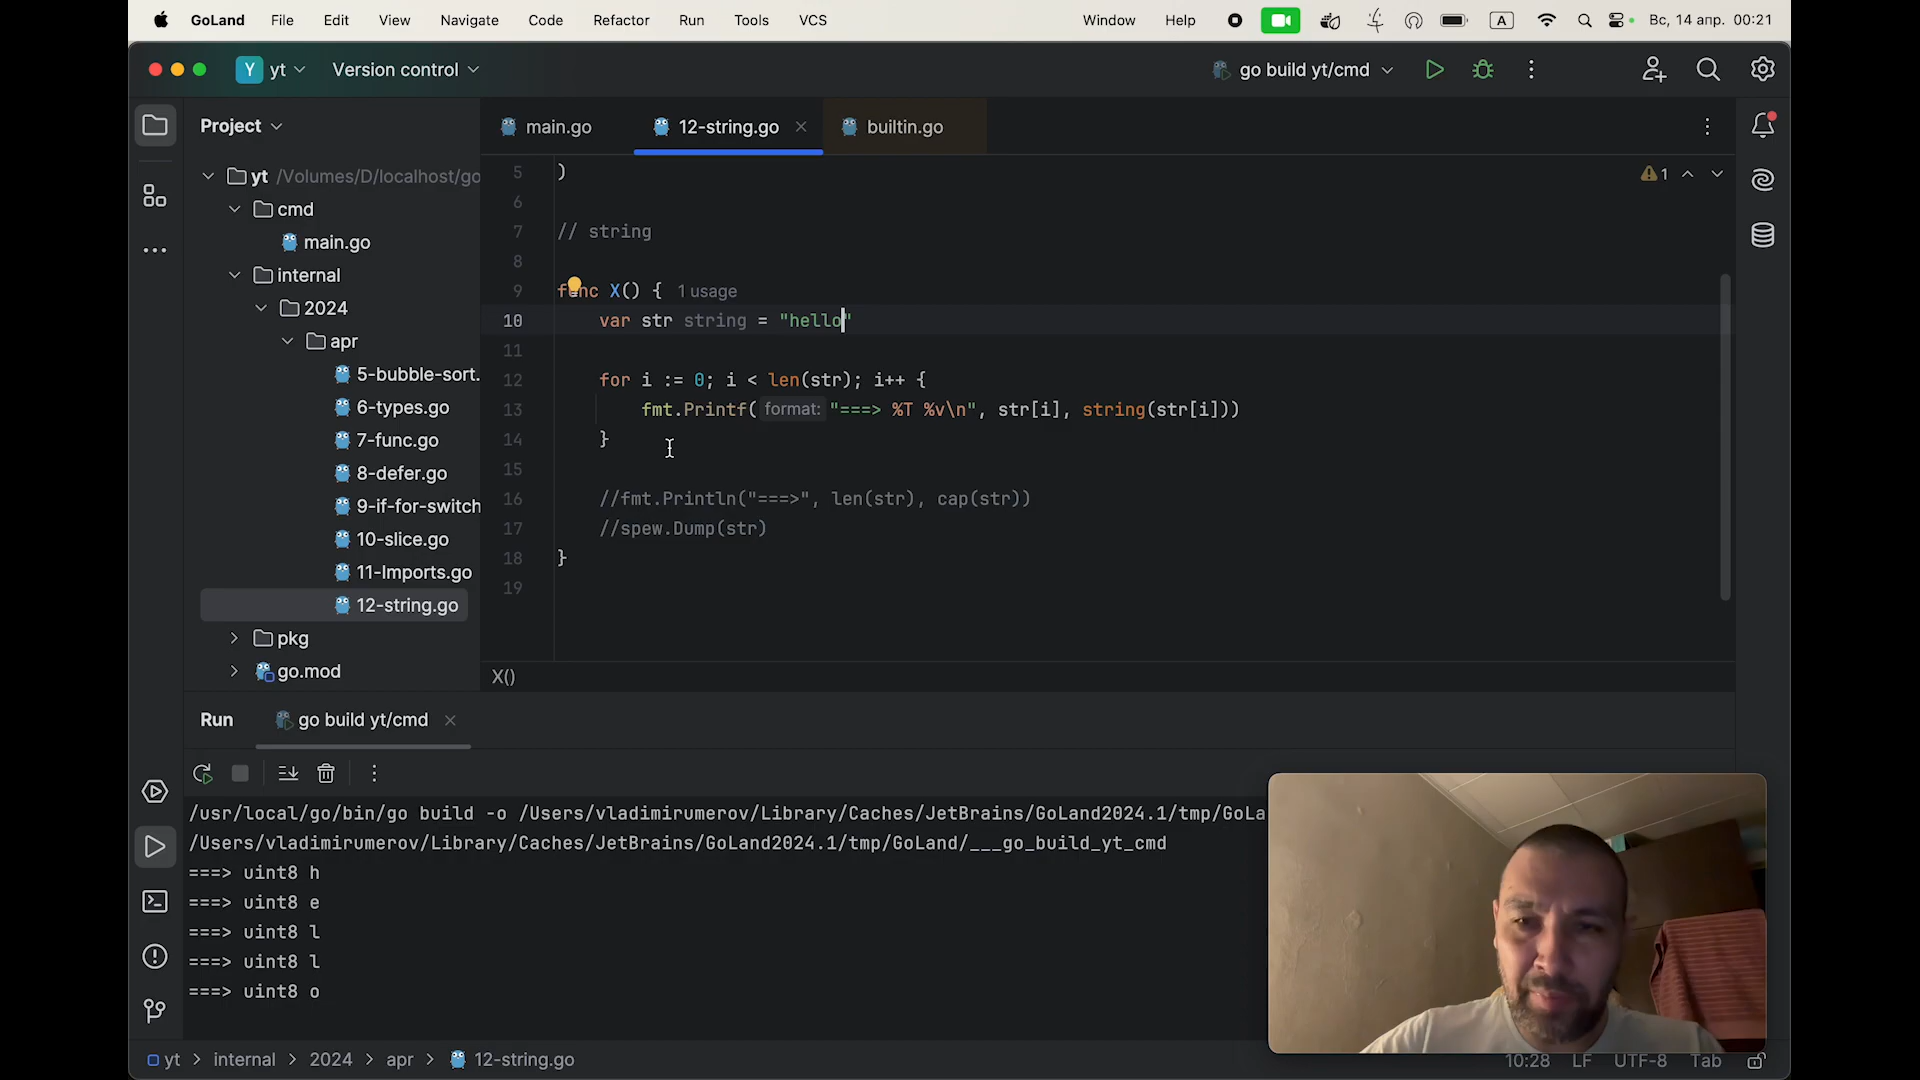 GoLand File Edit View Navigate Code Refactor Run Tools VCS Window Help A Вс, 14 апр. 00:21
Y yt Version control go build yt/cmd
Project main.go 12-string.go builtin.go
yt /Volumes/D/localhost/go
cmd
main.go
internal
2024
apr
5-bubble-sort.
6-types.go
7-func.go
8-defer.go
9-if-for-switch
10-slice.go
11-Imports.go
12-string.go
pkg
go.mod
5 )
1
6
7 // string
8
9 func X() { 1 usage
10 var str string = "hello"
11
12 for i := 0; i < len(str); i++ {
13 fmt.Printf( format: "===> %T %v\n", str[i], string(str[i]))
14 }
15
16 //fmt.Println("===>", len(str), cap(str))
17 //spew.Dump(str)
18 }
19
X()
Run go build yt/cmd
/usr/local/go/bin/go build -o /Users/vladimirumerov/Library/Caches/JetBrains/GoLand2024.1/tmp/GoLa
/Users/vladimirumerov/Library/Caches/JetBrains/GoLand2024.1/tmp/GoLand/___go_build_yt_cmd
===> uint8 h
===> uint8 e
===> uint8 l
===> uint8 l
===> uint8 o
yt > internal > 2024 > apr > 12-string.go 10:28 LF UTF-8 Tab